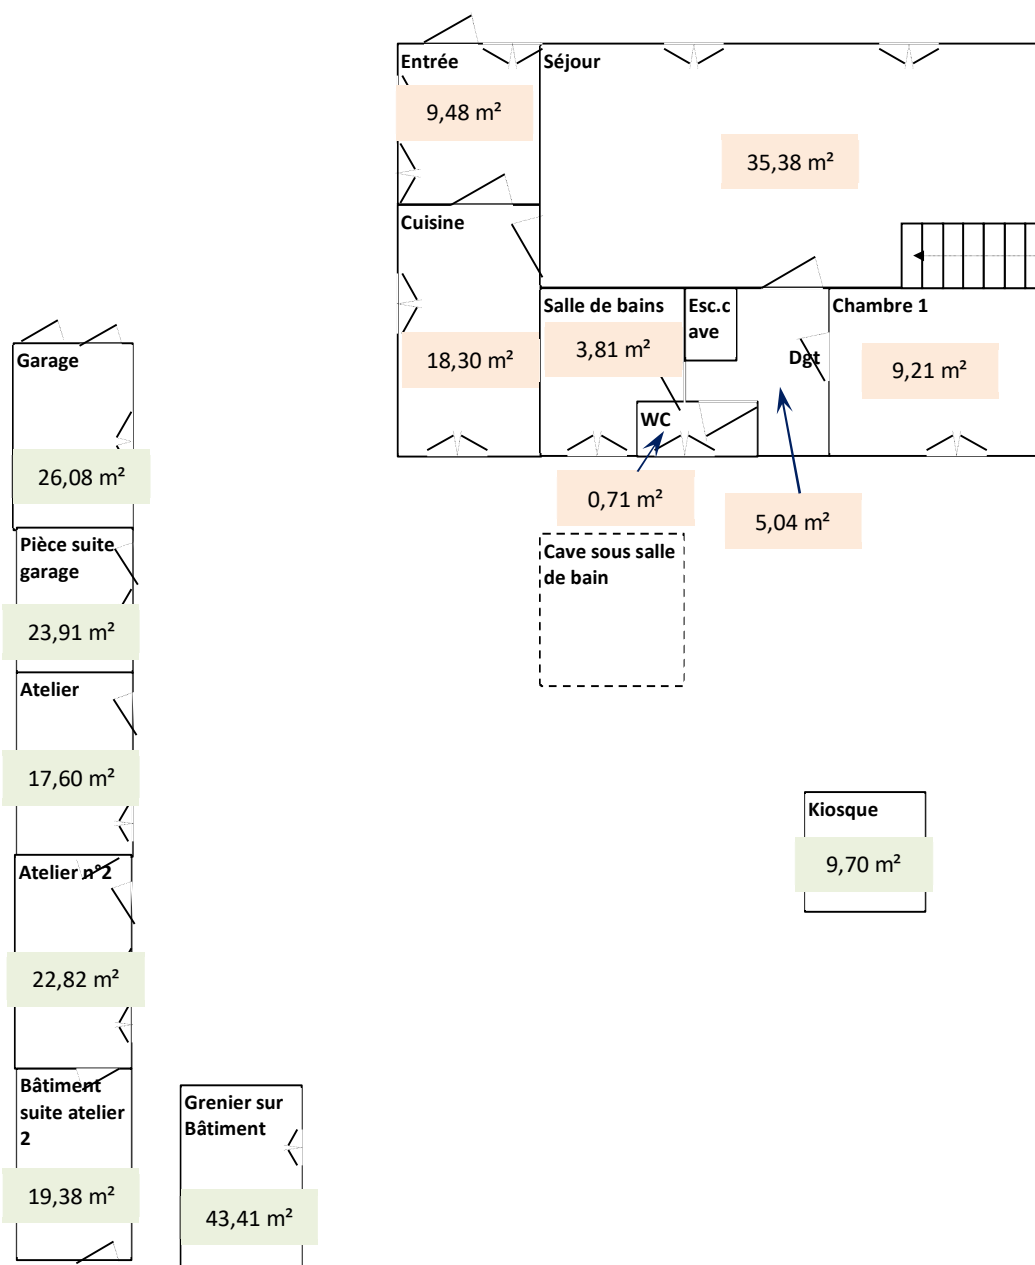 Entrée
9,48 m²
Séjour
35,38 m²
Cuisine
18,30 m²
Salle de bains
3,81 m²
Esc.c
ave
Dgt
Chambre 1
9,21 m²
WC
0,71 m²
5,04 m²
Cave sous salle
de bain
Garage
26,08 m²
Pièce suite
garage
23,91 m²
Atelier
17,60 m²
Atelier n°2
22,82 m²
Bâtiment
suite atelier
2
19,38 m²
Grenier sur
Bâtiment
43,41 m²
Kiosque
9,70 m²